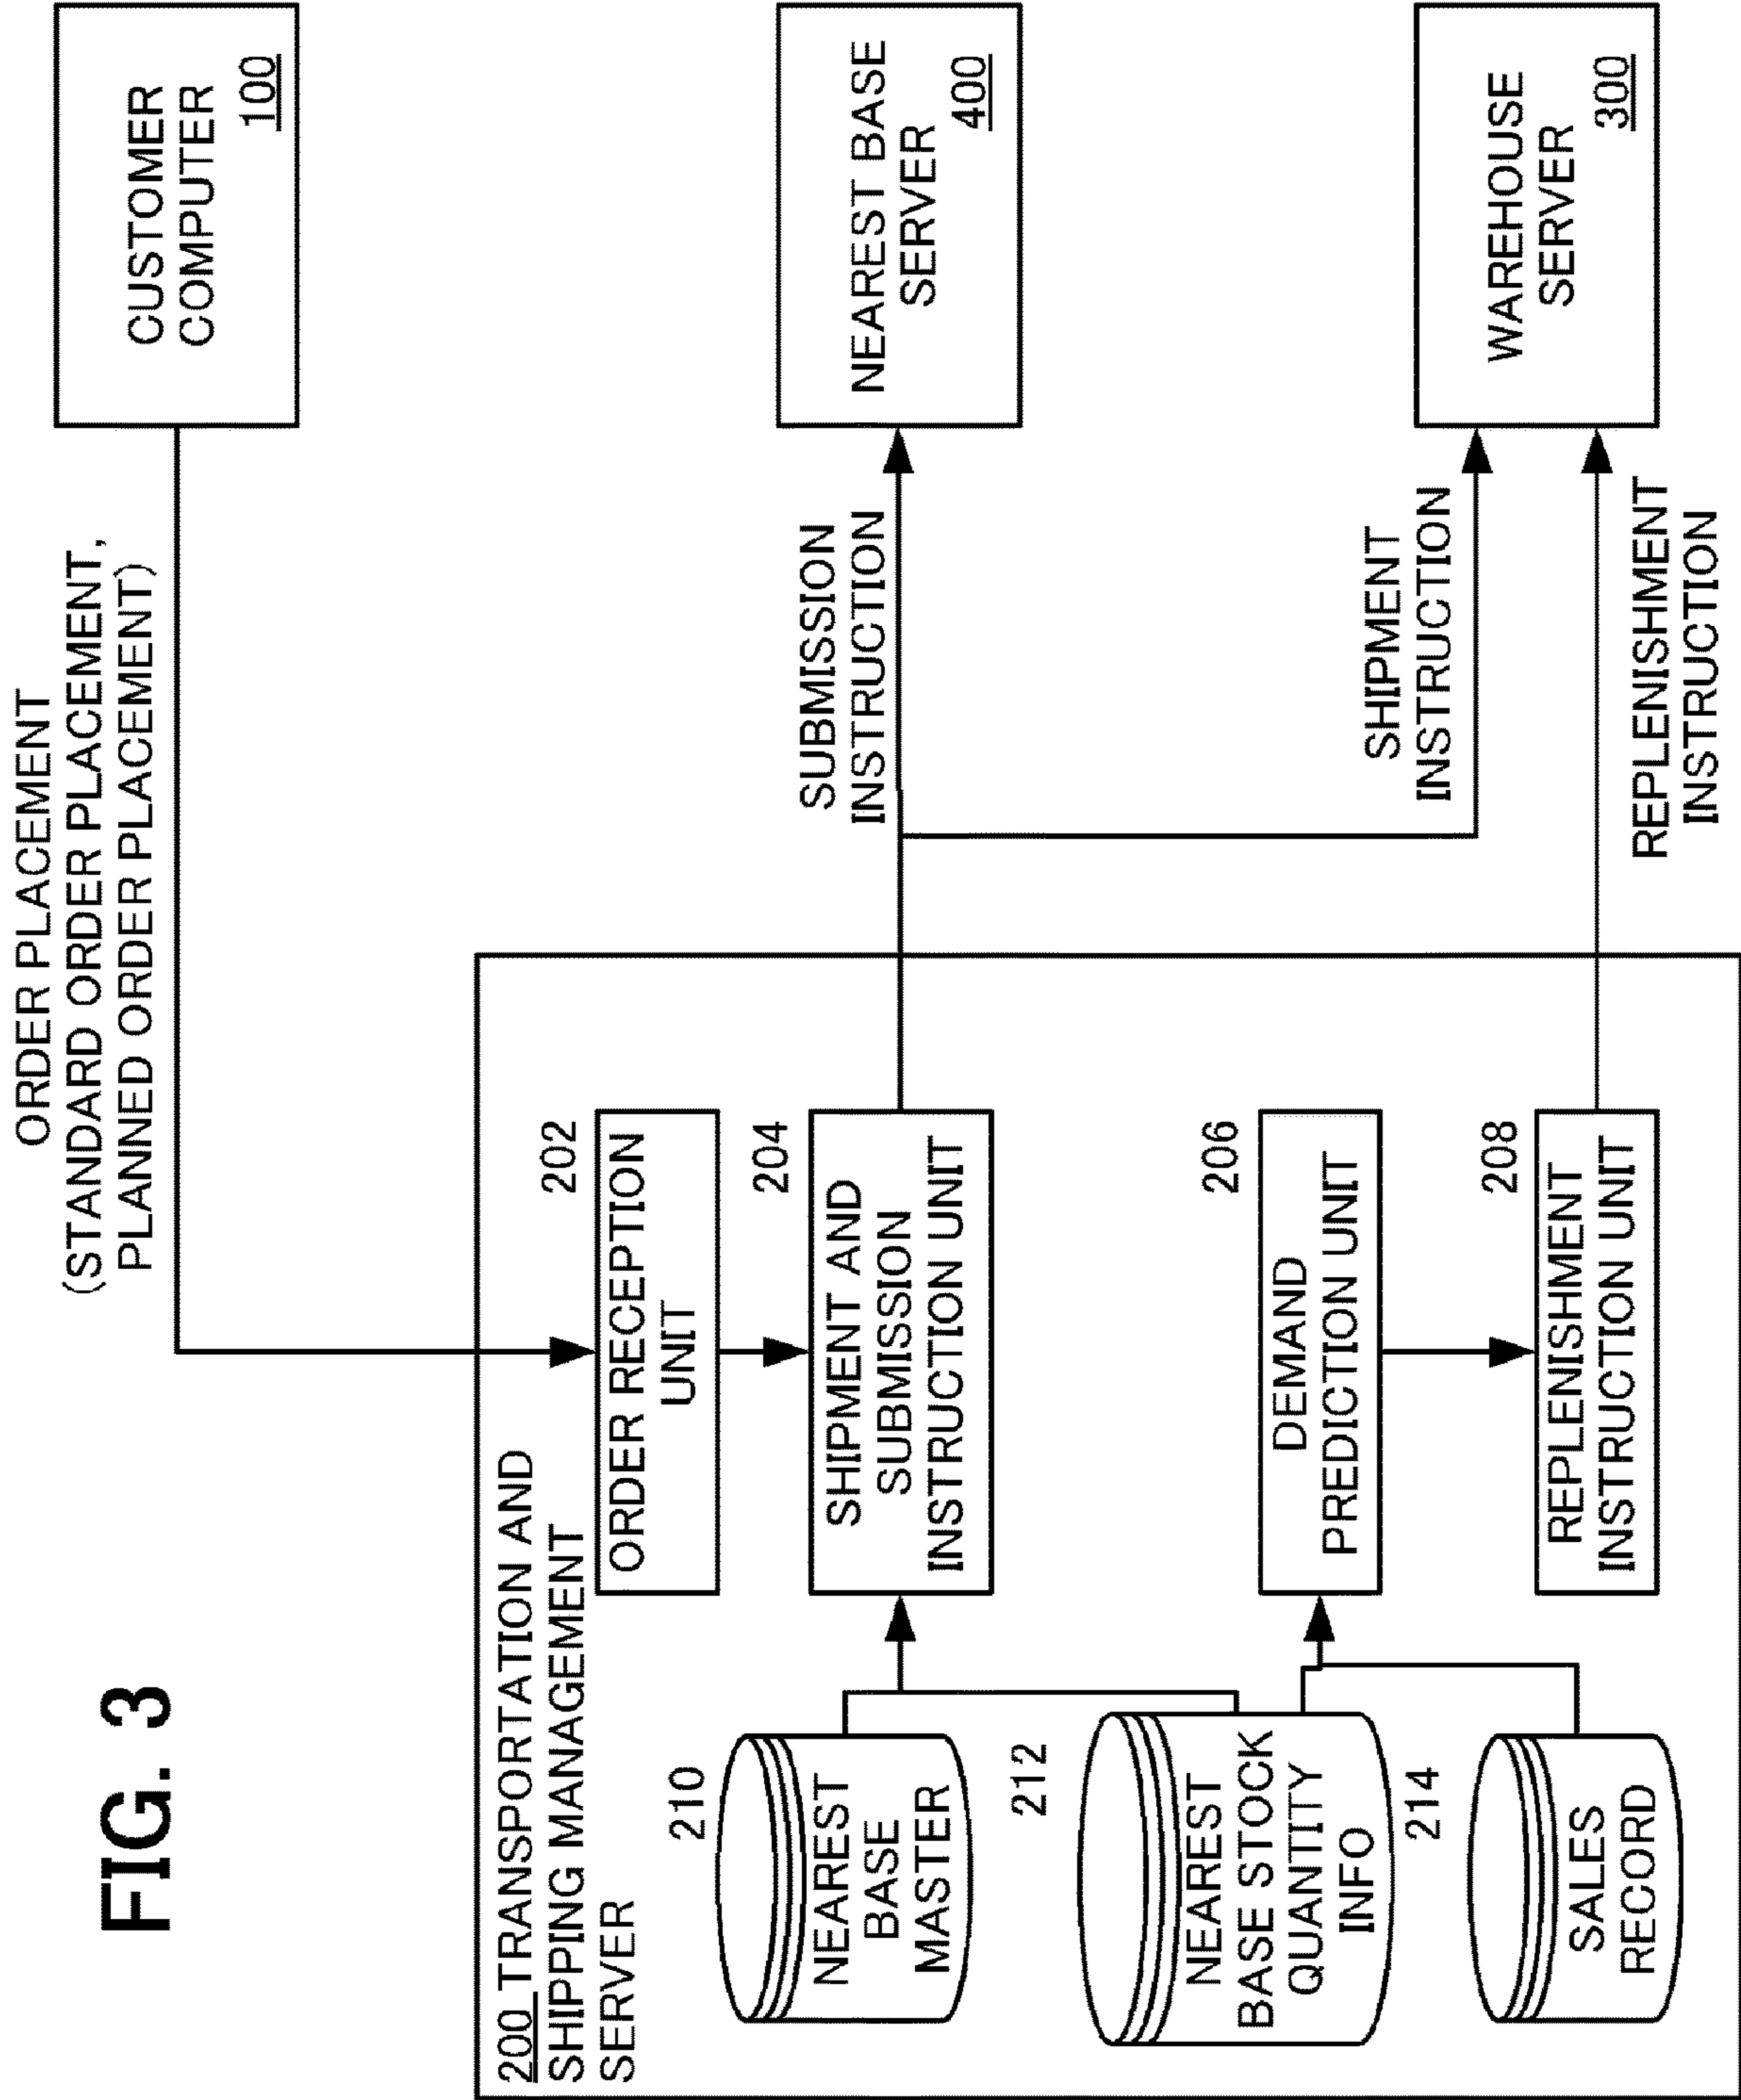 FIG. 3
ORDER PLACEMENT
(STANDARD ORDER PLACEMENT,
PLANNED ORDER PLACEMENT)
CUSTOMER
COMPUTER
100
200 TRANSPORTATION AND
SHIPPING MANAGEMENT
SERVER
202
ORDER RECEPTION
UNIT
204
SHIPMENT AND
SUBMISSION
INSTRUCTION UNIT
SUBMISSION
INSTRUCTION
NEAREST BASE
SERVER
400
210
NEAREST
BASE
MASTER
212
NEAREST
BASE STOCK
QUANTITY
INFO
206
DEMAND
PREDICTION UNIT
SHIPMENT
INSTRUCTION
WAREHOUSE
SERVER
300
214
SALES
RECORD
208
REPLENISHMENT
INSTRUCTION UNIT
REPLENISHMENT
INSTRUCTION